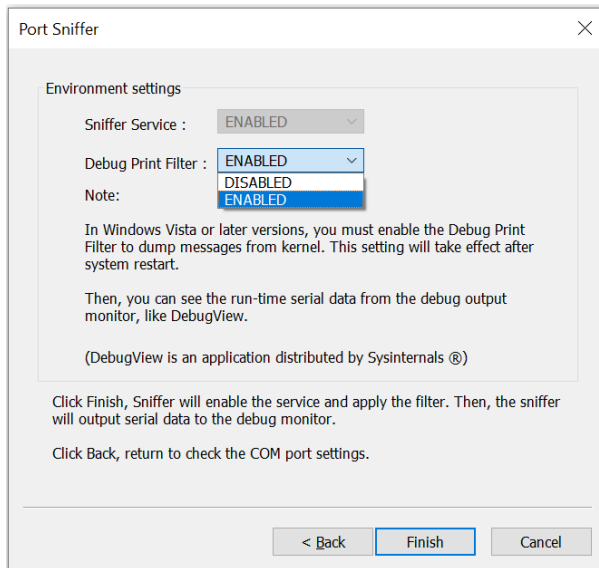 Port Sniffer
Environment settings
Sniffer Service :
ENABLED
Debug Print Filter :
ENABLED
DISABLED
ENABLED
Note:
In Windows Vista or later versions, you must enable the Debug Print
Filter to dump messages from kernel. This setting will take effect after
system restart.
Then, you can see the run-time serial data from the debug output
monitor, like DebugView.
(DebugView is an application distributed by Sysinternals ®)
Click Finish, Sniffer will enable the service and apply the filter. Then, the sniffer
will output serial data to the debug monitor.
Click Back, return to check the COM port settings.
< Back
Finish
Cancel